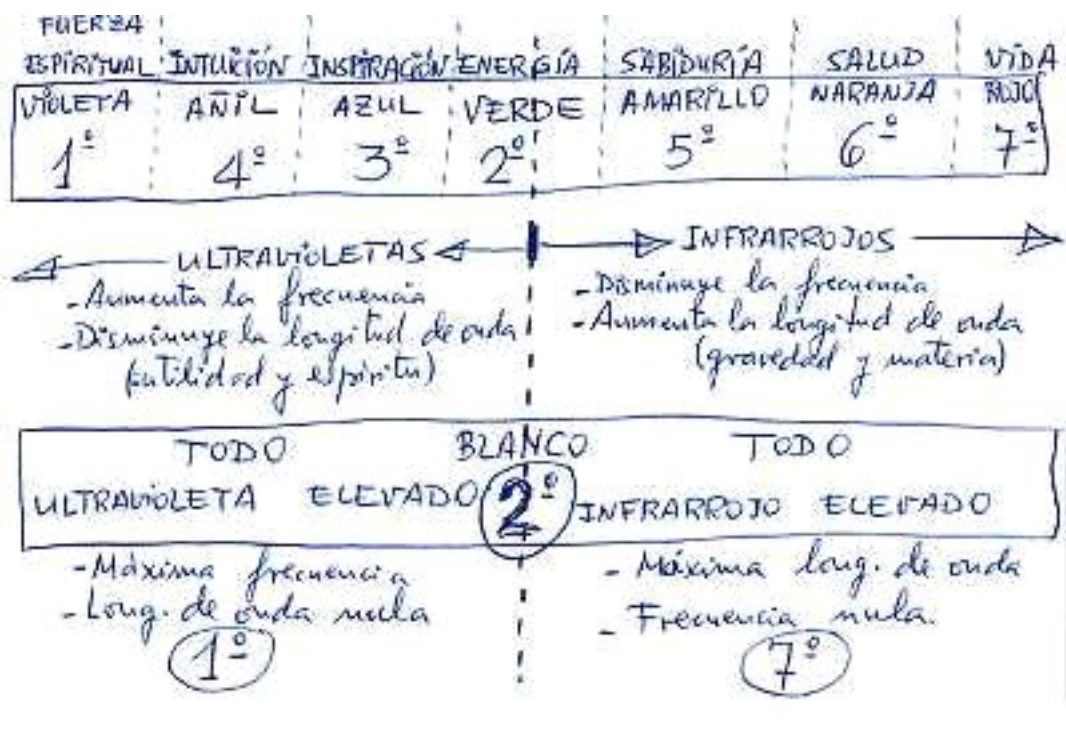 FUERZA
ESPIRITUAL INTUICIÓN INSPIRACIÓN ENERGÍA SABIDURÍA SALUD VIDA
VIOLETA AÑIL AZUL VERDE AMARILLO NARANJA ROJO
1º 4º 3º 2º 5º 6º 7º
ULTRAVIOLETAS INFRARROJOS
- Aumenta la frecuencia - Disminuye la frecuencia
- Disminuye la longitud de onda - Aumenta la longitud de onda
(sutilidad y espíritu) (gravedad y materia)
TODO BLANCO TODO
ULTRAVIOLETA ELEVADO 2º INFRARROJO ELEVADO
- Máxima frecuencia - Máxima long. de onda
- Long. de onda nula - Frecuencia nula.
1º 7º